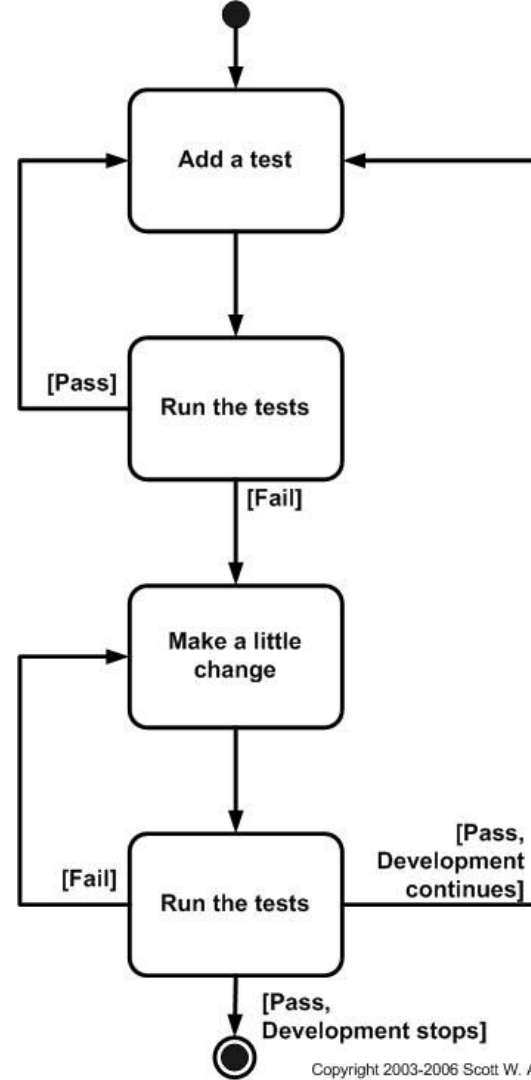 Add a test
[Pass]
Run the tests
[Fail]
Make a little
change
[Fail]
Run the tests
[Pass,
Development
continues]
[Pass,
Development stops]
Copyright 2003-2006 Scott W. A